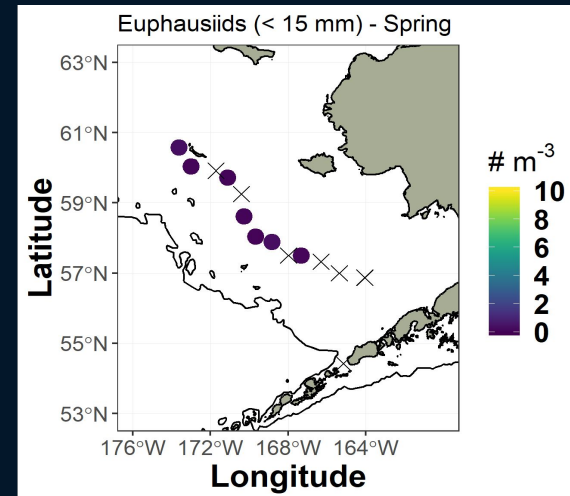 Euphausiids (< 15 mm) - Spring
63°N
61°N
59°N
57°N
55°N
53°N
Latitude
176°W 172°W 168°W 164°W
Longitude
# m-3
10
8
6
4
2
0